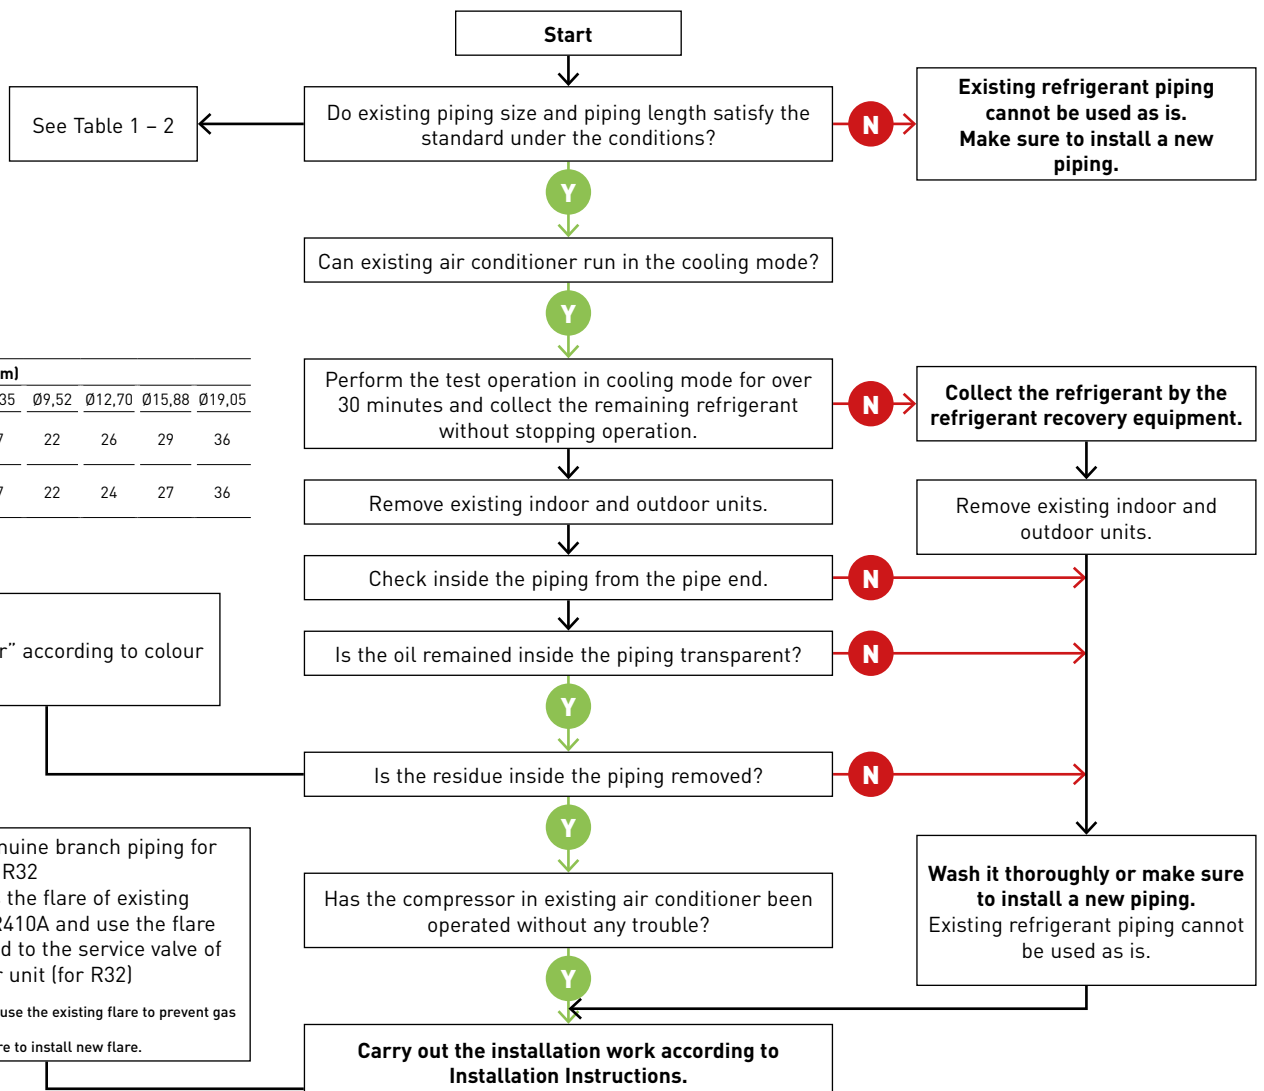 Start
See Table 1 – 2
Do existing piping size and piping length satisfy the
standard under the conditions?
N
Existing refrigerant piping
cannot be used as is.
Make sure to install a new
piping.
Y
Can existing air conditioner run in the cooling mode?
Y
Ø9,52 Ø12,70 Ø15,88 Ø19,05
22 26 29 36
22 24 27 36
Perform the test operation in cooling mode for over
30 minutes and collect the remaining refrigerant
without stopping operation.
N
Collect the refrigerant by the
refrigerant recovery equipment.
Remove existing indoor and outdoor units.
Remove existing indoor and
outdoor units.
Check inside the piping from the pipe end.
N
according to colour
Is the oil remained inside the piping transparent?
N
Y
Is the residue inside the piping removed?
N
Y
branch piping for
R32
the flare of existing
R410A and use the flare
to the service valve of
unit (for R32)
use the existing flare to prevent gas
to install new flare.
Has the compressor in existing air conditioner been
operated without any trouble?
Wash it thoroughly or make sure
to install a new piping.
Existing refrigerant piping cannot
be used as is.
Y
Carry out the installation work according to
Installation Instructions.